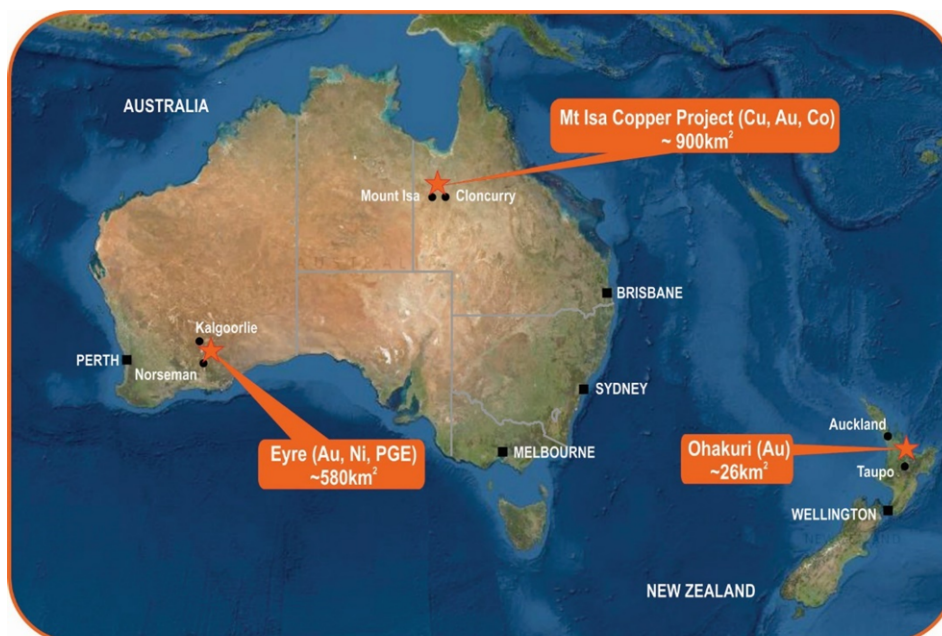 AUSTRALIA
Mt Isa Copper Project (Cu, Au, Co)
~ 900km²
Mount Isa
Cloncurry
BRISBANE
Kalgoorlie
PERTH
Norseman
SYDNEY
Auckland
Eyre (Au, Ni, PGE)
~580km²
MELBOURNE
Ohakuri (Au)
~26km²
Taupo
WELLINGTON
NEW ZEALAND